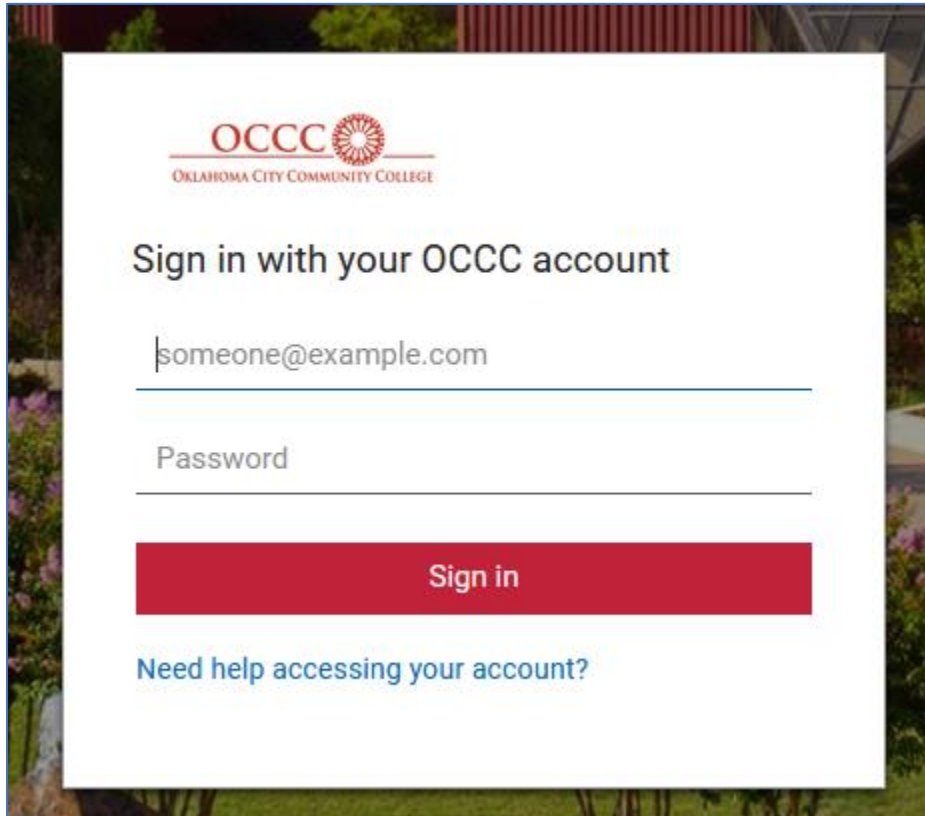 OCCC
OKLAHOMA CITY COMMUNITY COLLEGE
Sign in with your OCCC account
someone@example.com
Password
Sign in
Need help accessing your account?